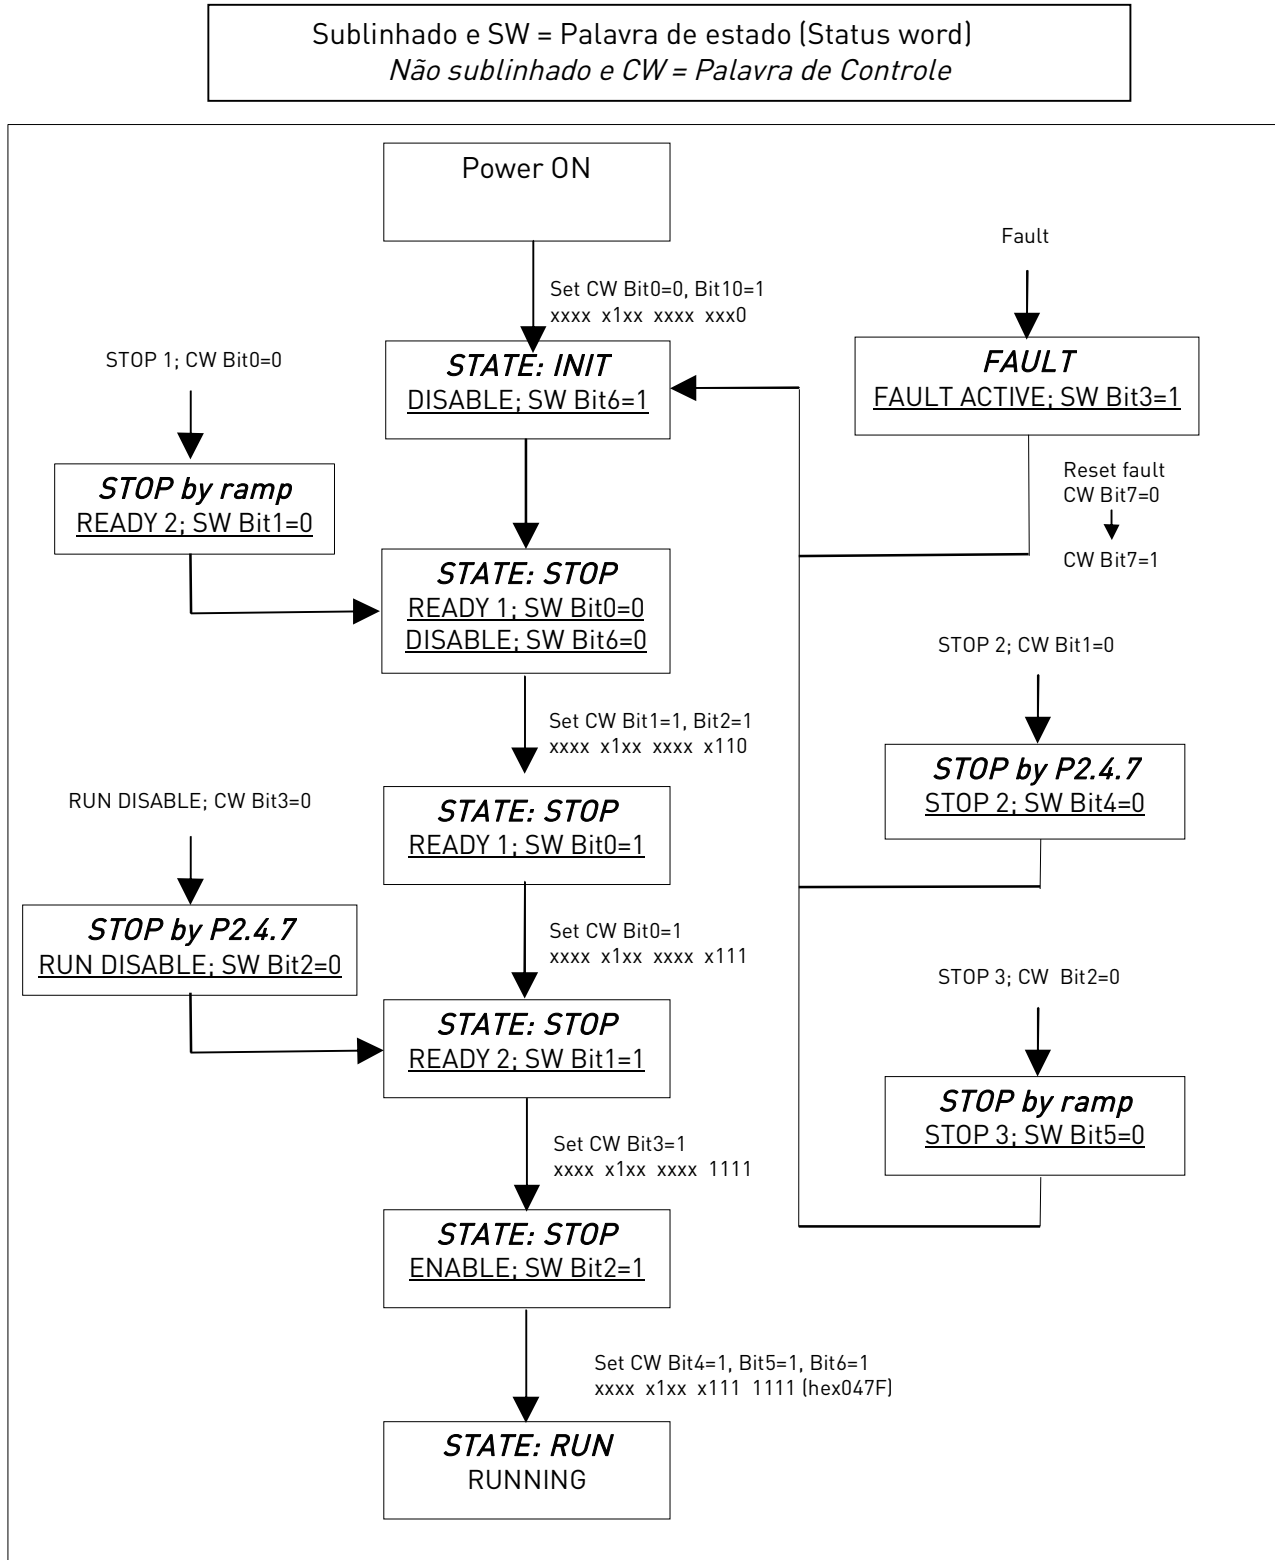 Sublinhado e SW = Palavra de estado (Status word)
Não sublinhado e CW = Palavra de Controle
Power ON
Set CW Bit0=0, Bit10=1
xxxx x1xx xxxx xxx0
Fault
STATE: INIT
DISABLE; SW Bit6=1
FAULT
FAULT ACTIVE; SW Bit3=1
STOP 1; CW Bit0=0
STOP by ramp
READY 2; SW Bit1=0
Reset fault
CW Bit7=0
CW Bit7=1
STATE: STOP
READY 1; SW Bit0=0
DISABLE; SW Bit6=0
STOP 2; CW Bit1=0
Set CW Bit1=1, Bit2=1
xxxx x1xx xxxx x110
STOP by P2.4.7
STOP 2; SW Bit4=0
RUN DISABLE; CW Bit3=0
STATE: STOP
READY 1; SW Bit0=1
STOP by P2.4.7
RUN DISABLE; SW Bit2=0
Set CW Bit0=1
xxxx x1xx xxxx x111
STOP 3; CW Bit2=0
STATE: STOP
READY 2; SW Bit1=1
STOP by ramp
STOP 3; SW Bit5=0
Set CW Bit3=1
xxxx x1xx xxxx 1111
STATE: STOP
ENABLE; SW Bit2=1
Set CW Bit4=1, Bit5=1, Bit6=1
xxxx x1xx x111 1111 (hex047F)
STATE: RUN
RUNNING